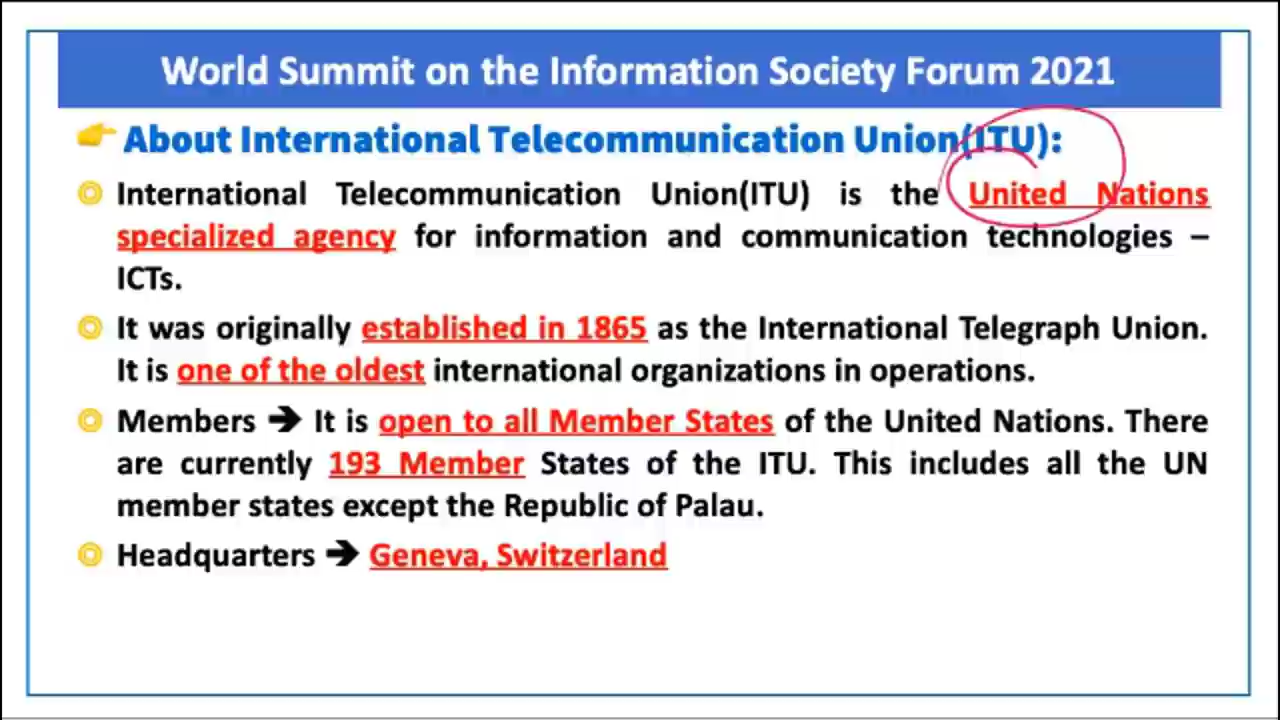 World Summit on the Information Society Forum 2021
About International Telecommunication Union(ITU):
International Telecommunication Union(ITU) is the United Nations
specialized agency for information and communication technologies –
ICTs.
It was originally established in 1865 as the International Telegraph Union.
It is one of the oldest international organizations in operations.
Members ➔ It is open to all Member States of the United Nations. There
are currently 193 Member States of the ITU. This includes all the UN
member states except the Republic of Palau.
Headquarters ➔ Geneva, Switzerland